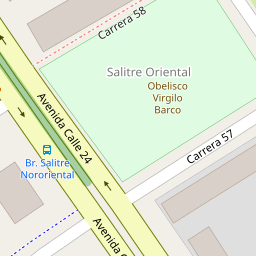 Carrera 58
Salitre Oriental
Obelisco
Virgilo
Barco
Avenida Calle 24
Carrera 57
Br. Salitre
Nororiental
Avenida C